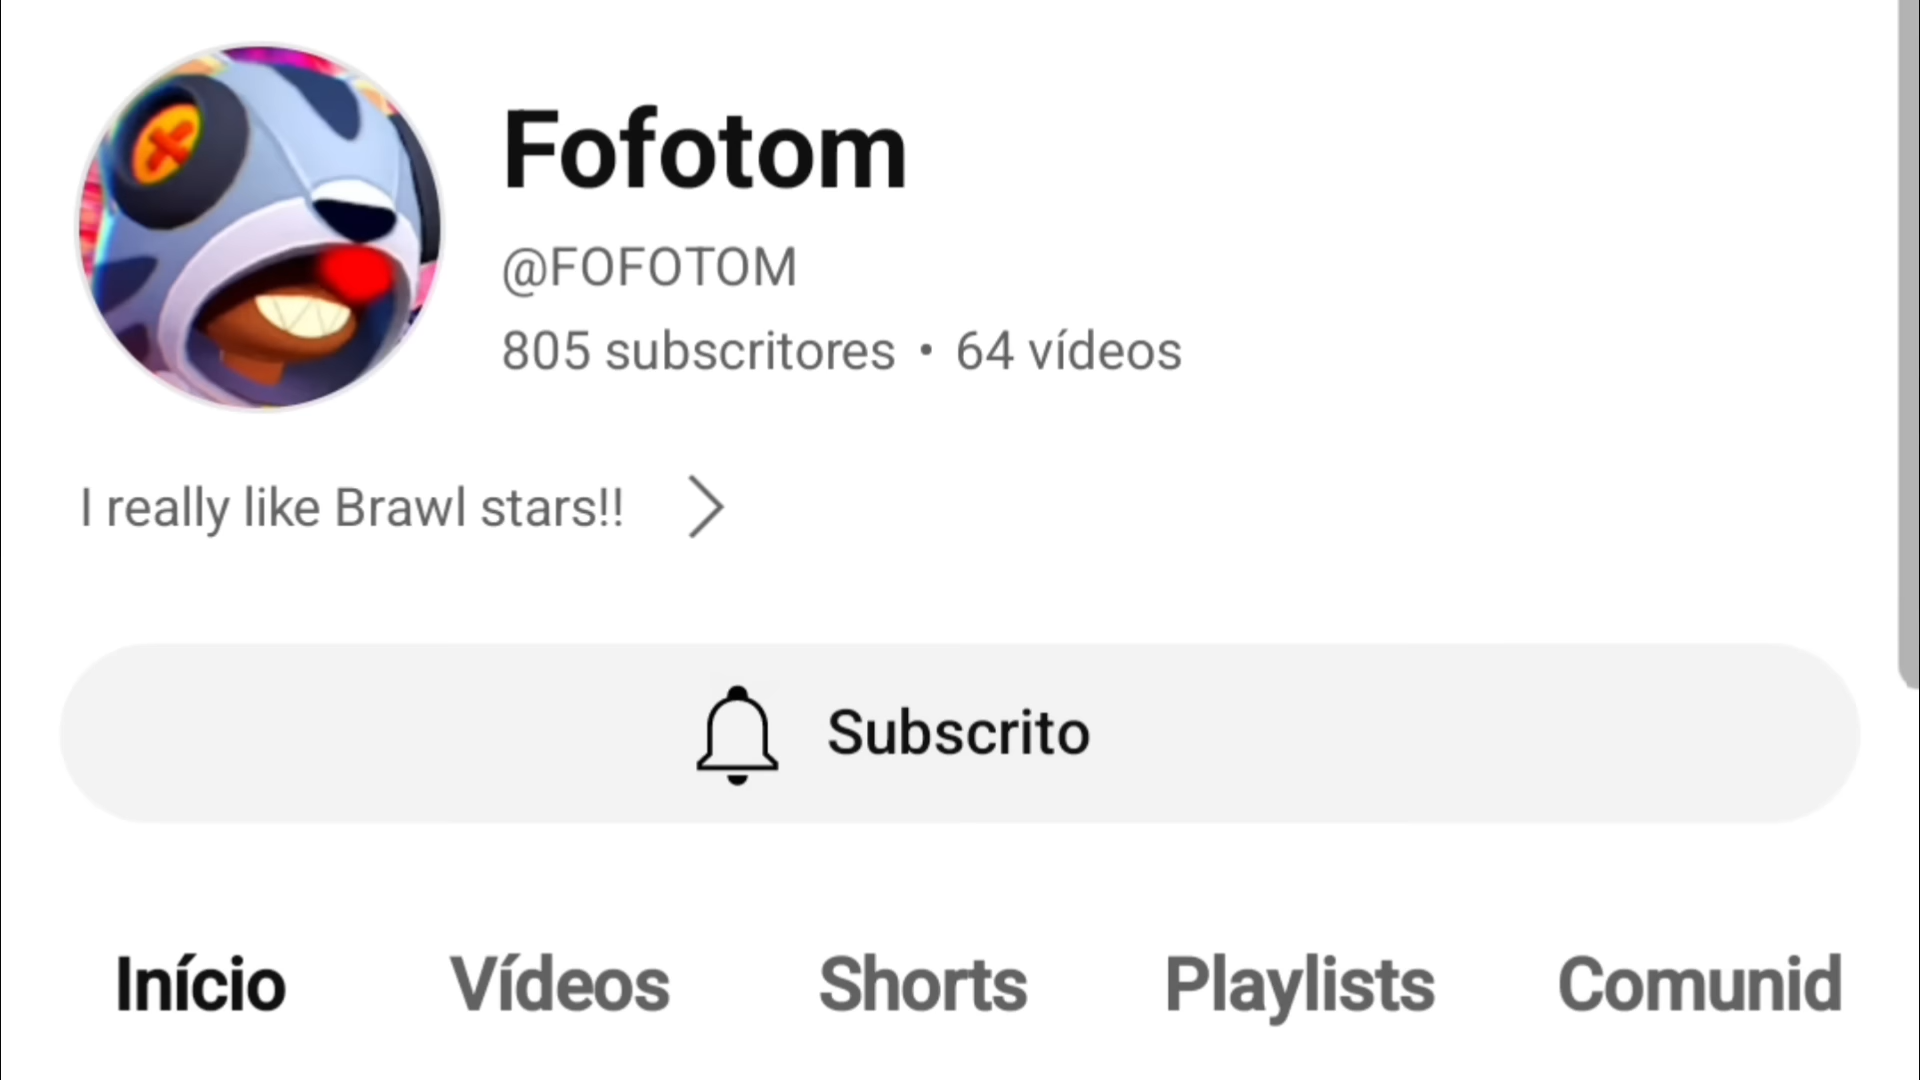 Fofotom
@FOFOTOM
805 subscritores • 64 vídeos
I really like Brawl stars!!
Subscrito
Início Vídeos Shorts Playlists Comunid